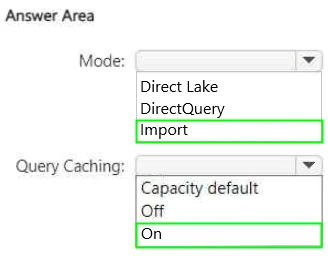 Answer Area
Mode:
Direct Lake
DirectQuery
Import
Query Caching:
Capacity default
Off
On